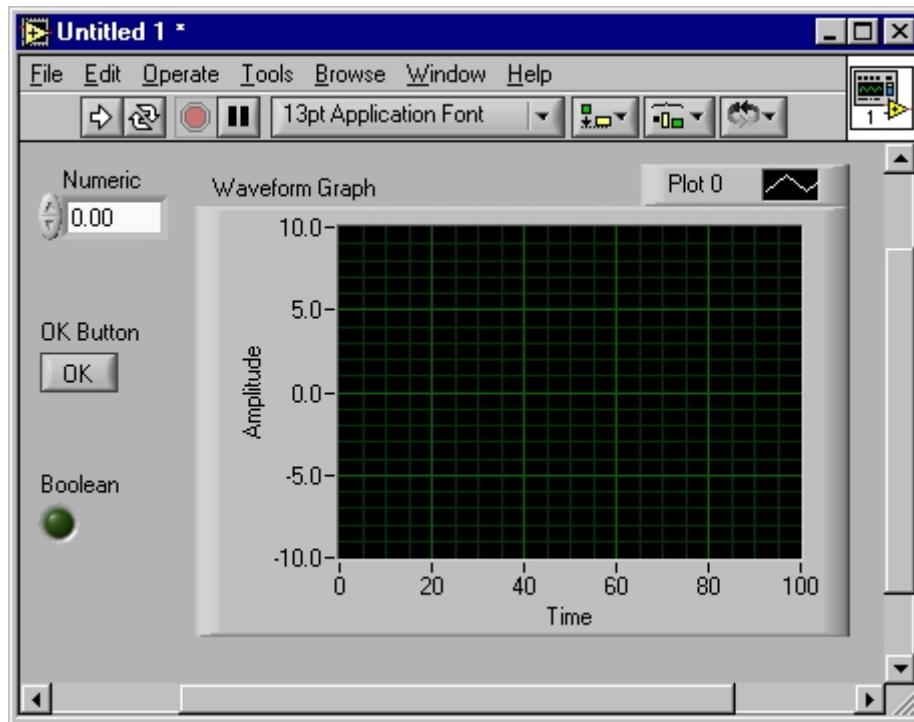 Untitled 1 *
File Edit Operate Tools Browse Window Help
13pt Application Font
1
Numeric
0.00
Waveform Graph
Plot 0
10.0
5.0
0.0
-5.0
-10.0
Amplitude
0 20 40 60 80 100
Time
OK Button
OK
Boolean